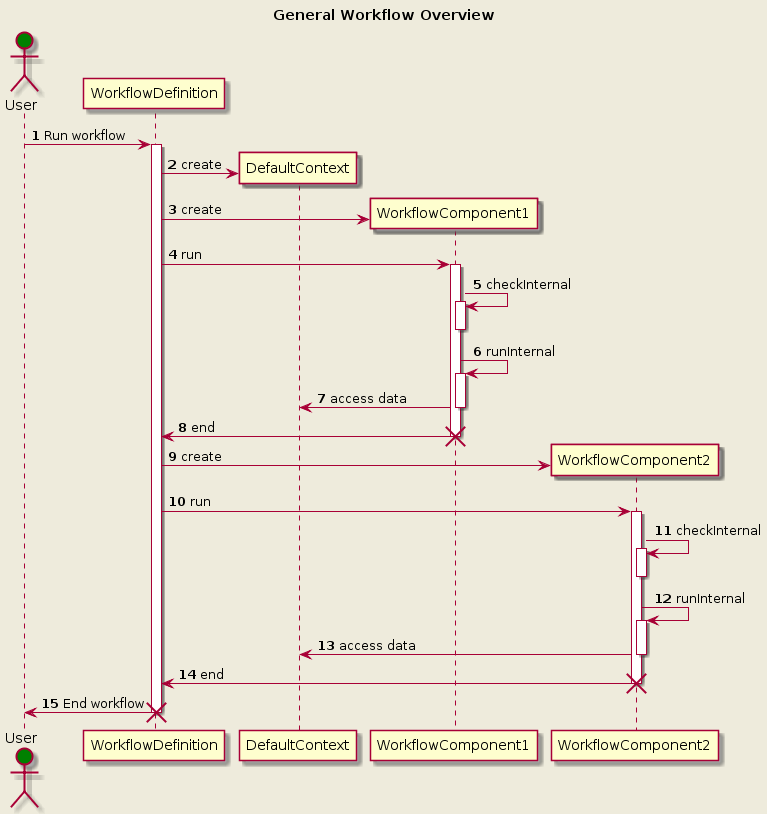 General Workflow Overview
User
WorkflowDefinition
1 Run workflow
2 create
DefaultContext
3 create
WorkflowComponent1
4 run
5 checkInternal
6 runInternal
7 access data
8 end
9 create
WorkflowComponent2
10 run
11 checkInternal
12 runInternal
13 access data
14 end
15 End workflow
User
WorkflowDefinition
DefaultContext
WorkflowComponent1
WorkflowComponent2